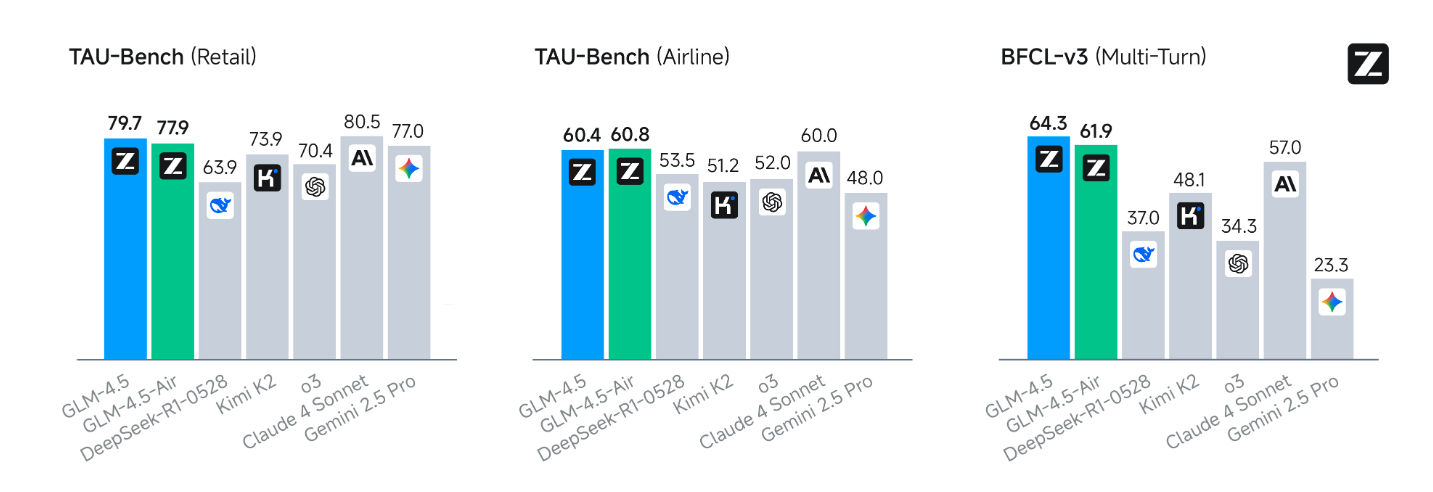 TAU-Bench (Retail)
79.7
77.9
63.9
73.9
70.4
80.5
77.0
GLM-4.5
GLM-4.5-Air
DeepSeek-R1-0528
Kimi K2
o3
Claude 4 Sonnet
Gemini 2.5 Pro
TAU-Bench (Airline)
60.4
60.8
53.5
51.2
52.0
60.0
48.0
GLM-4.5
GLM-4.5-Air
DeepSeek-R1-0528
Kimi K2
o3
Claude 4 Sonnet
Gemini 2.5 Pro
BFCL-v3 (Multi-Turn)
64.3
61.9
37.0
48.1
34.3
57.0
23.3
GLM-4.5
GLM-4.5-Air
DeepSeek-R1-0528
Kimi K2
o3
Claude 4 Sonnet
Gemini 2.5 Pro